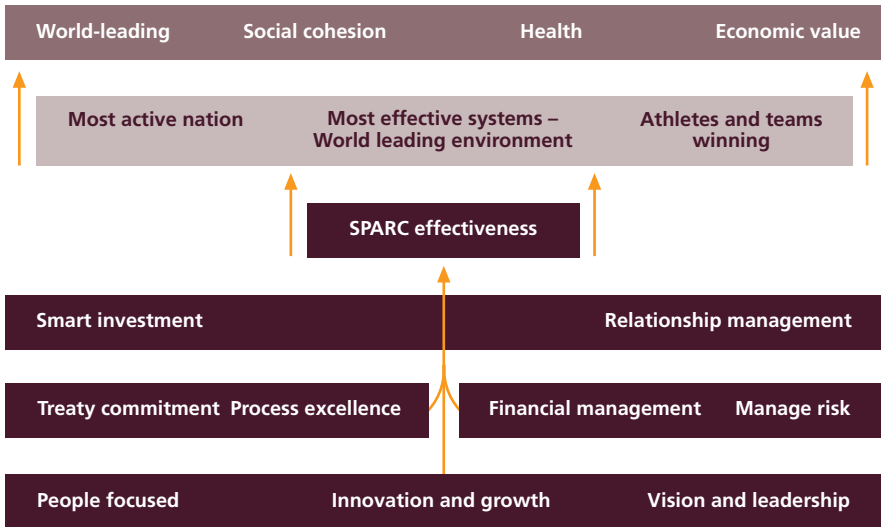 World-leading Social cohesion Health Economic value
Most active nation Most effective systems – Athletes and teams
World leading environment winning
SPARC effectiveness
Smart investment Relationship management
Treaty commitment Process excellence Financial management Manage risk
People focused Innovation and growth Vision and leadership